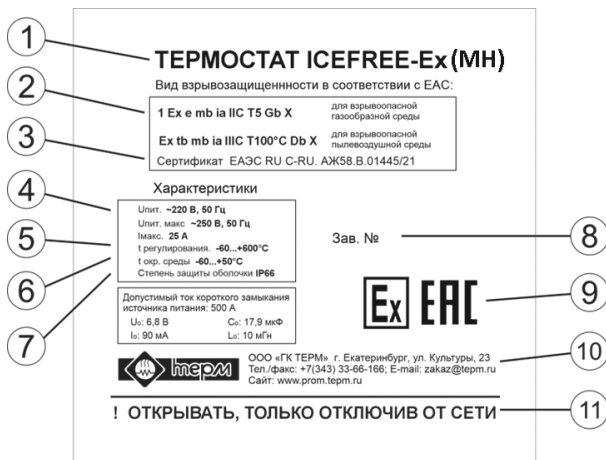 1
ТЕРМОСТАТ ICEFREE-Ex(МН)
Вид взрывозащищеннности в соответствии с ЕАС:
2
1 Ex e mb ia IIC T5 Gb X
для взрывоопасной
газообразной среды
Ex tb mb ia IIIC T100°C Db X
для взрывоопасной
пылевоздушной среды
3
Сертификат ЕАЭС RU C-RU. АЖ58.В.01445/21
Характеристики
4
Uпит. ~220 В, 50 Гц
Uпит. макс ~250 В, 50 Гц
5
Iмакс. 25 А
t регулирования. -60...+600°С
6
t окр. среды -60...+50°С
7
Степень защиты оболочки IP66
Зав. №
8
Допустимый ток короткого замыкания
источника питания: 500 А
U₀: 6,8 В
C₀: 17,9 мкФ
I₀: 90 мА
L₀: 10 мГн
Ex ЕАС
9
терм
ООО «ГК ТЕРМ» г. Екатеринбург, ул. Культуры, 23
Тел./факс: +7(343) 33-66-166; E-mail: zakaz@tepm.ru
Сайт: www.prom.tepm.ru
10
! ОТКРЫВАТЬ, ТОЛЬКО ОТКЛЮЧИВ ОТ СЕТИ
11